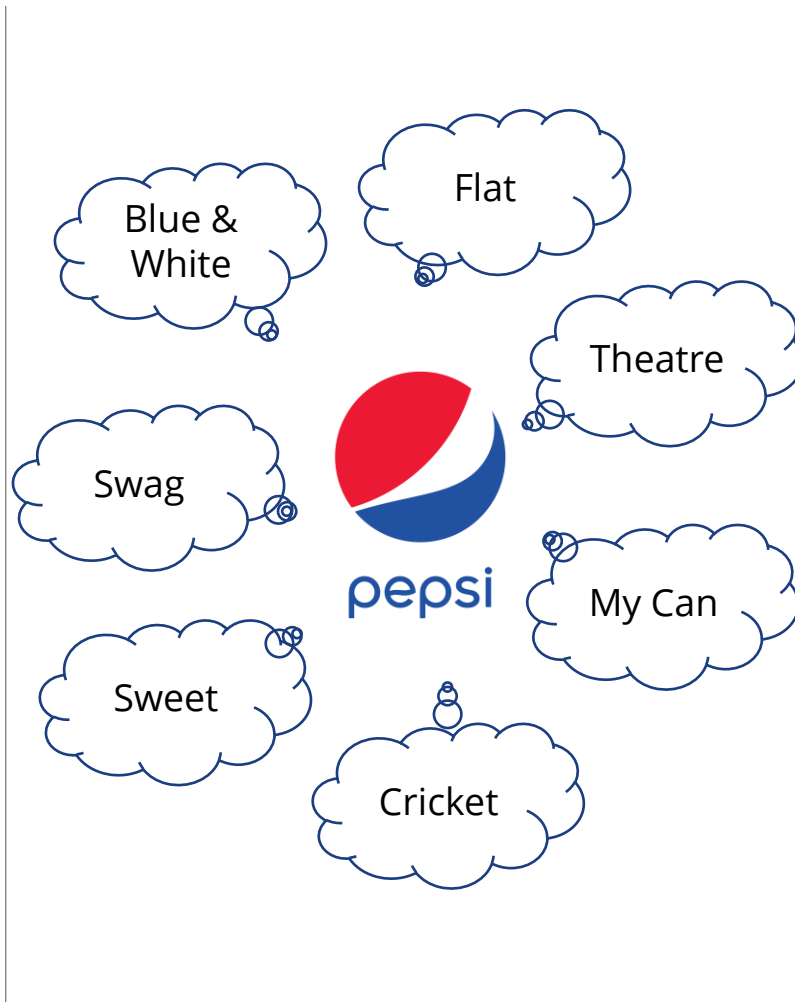 Flat
Blue &
White
Theatre
Swag
pepsi
My Can
Sweet
Cricket